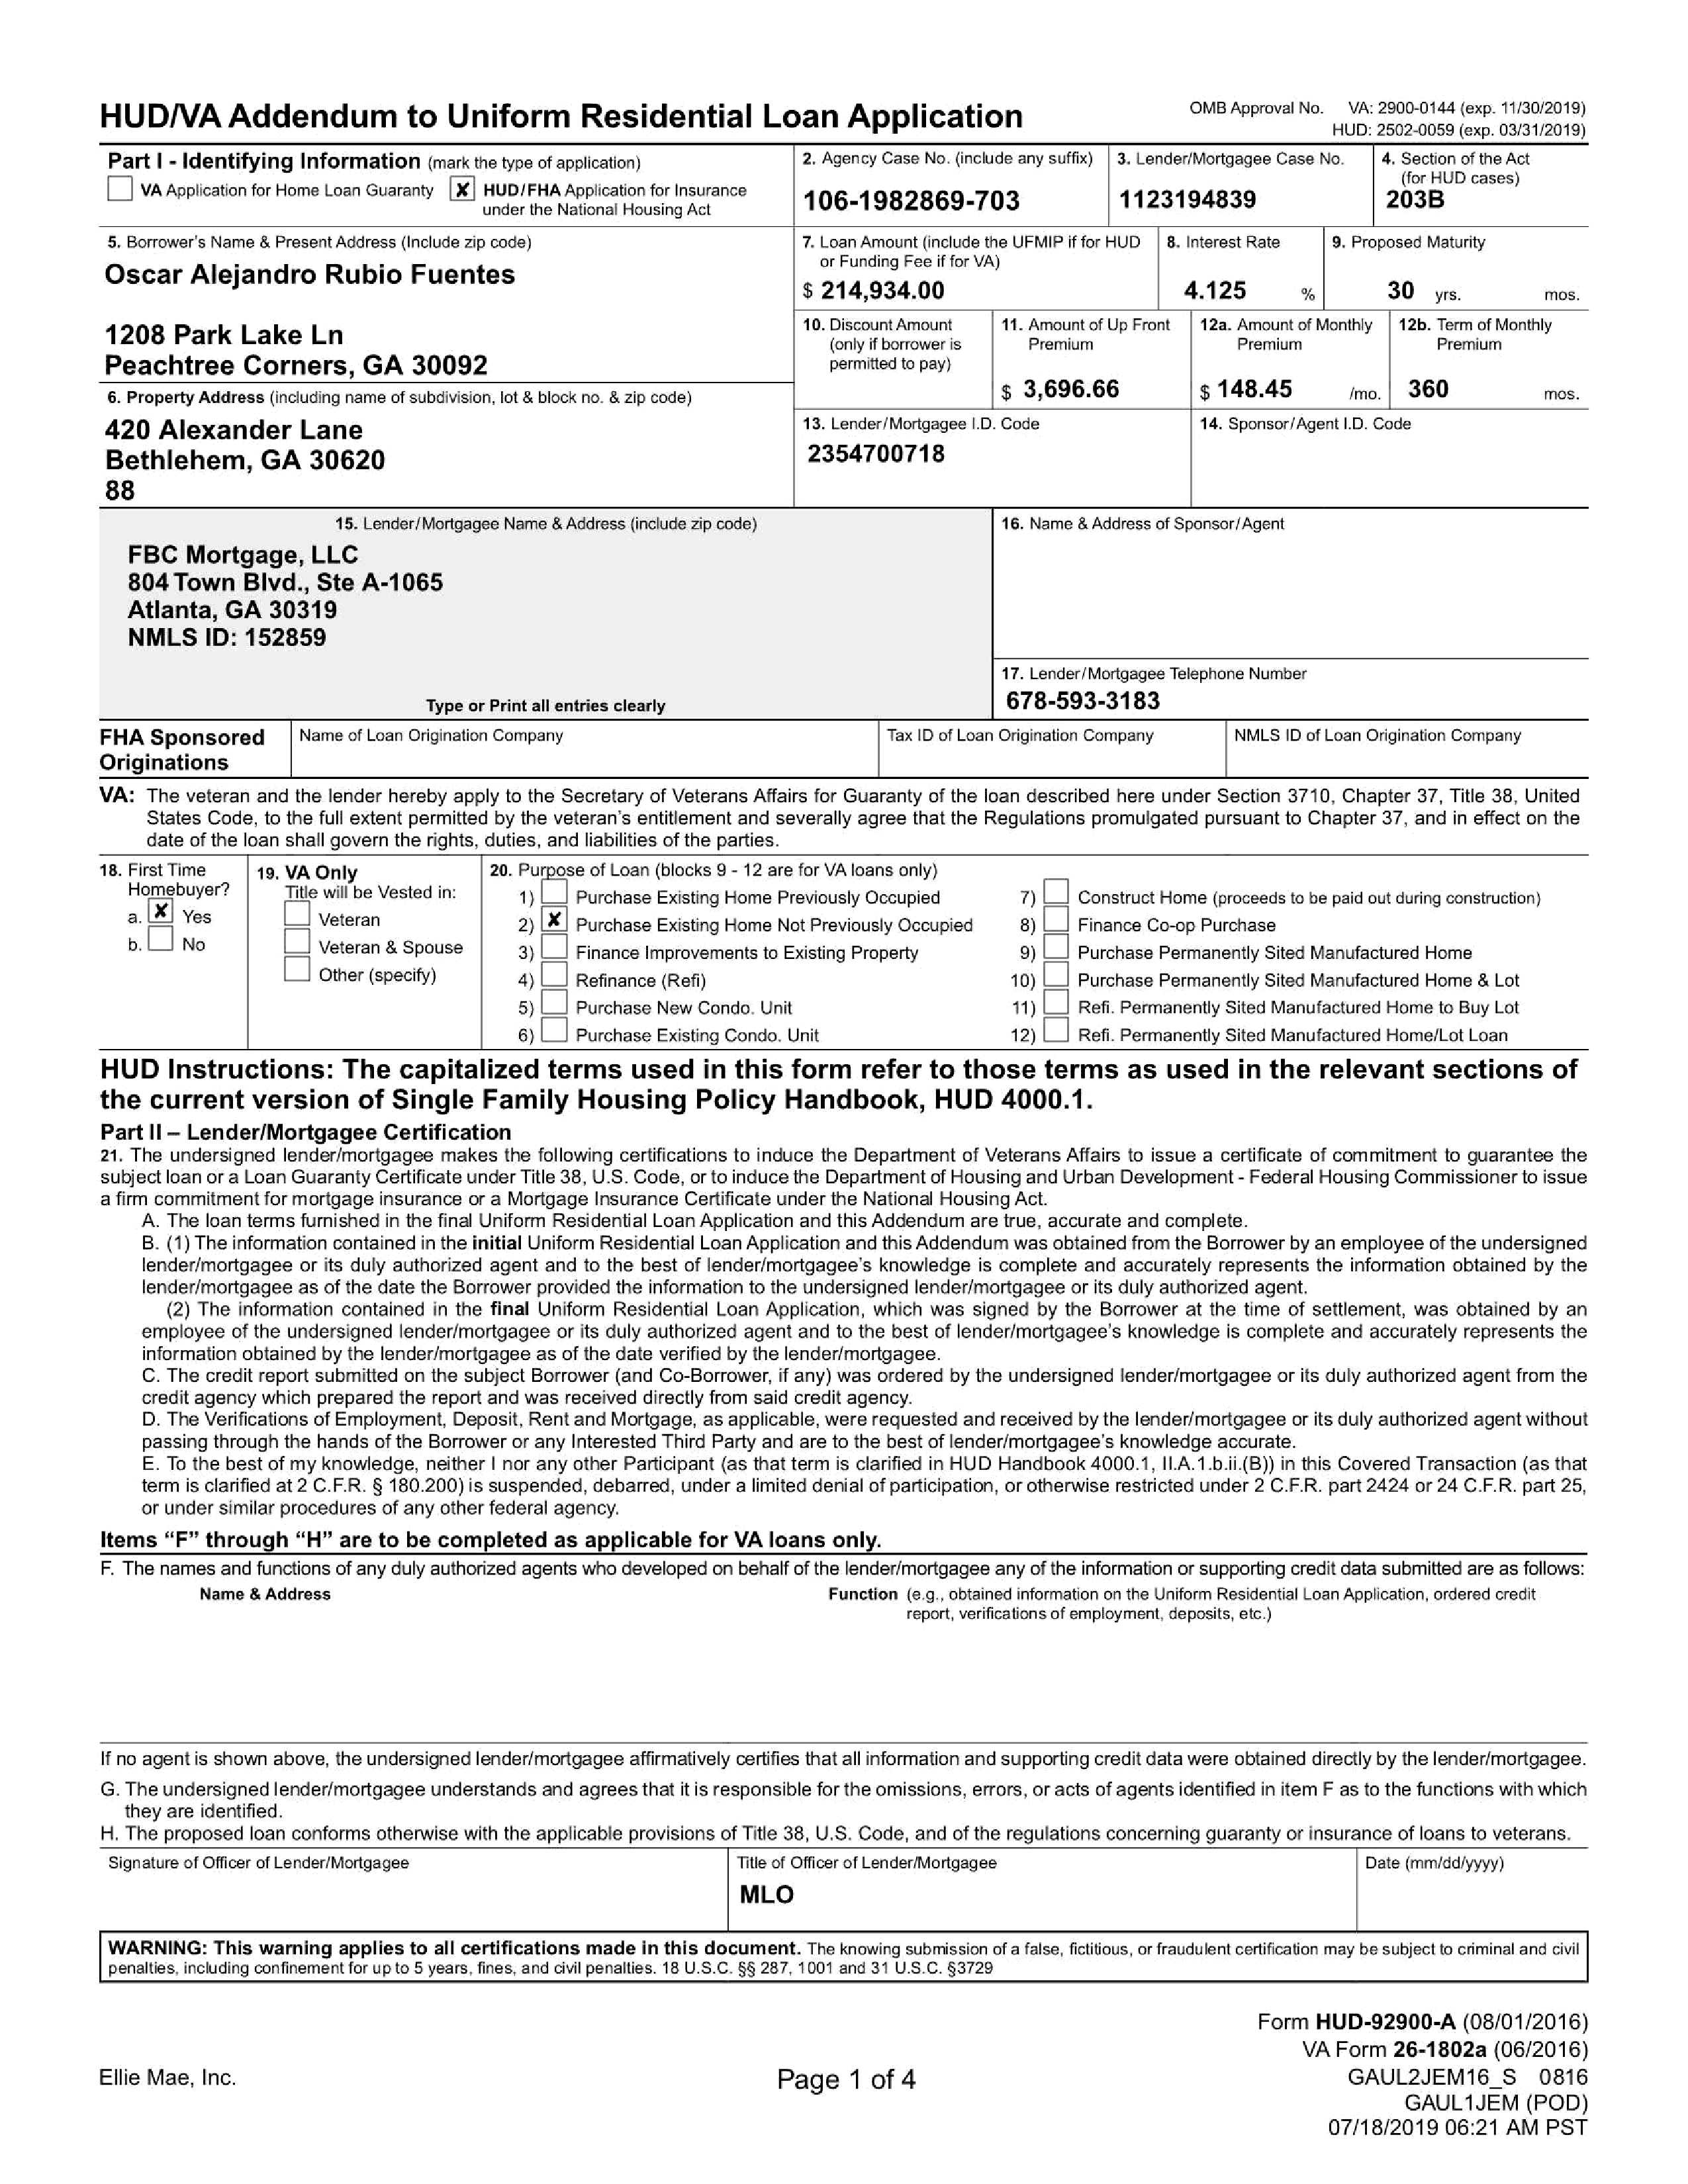 HUD/VA Addendum to Uniform Residential Loan Application
OMB Approval No. VA: 2900-0144 (exp. 11/30/2019)
HUD: 2502-0059 (exp. 03/31/2019)
Part I - Identifying Information (mark the type of application)
VA Application for Home Loan Guaranty ✘ HUD/FHA Application for Insurance
under the National Housing Act
2. Agency Case No. (include any suffix)
106-1982869-703
3. Lender/Mortgagee Case No.
1123194839
4. Section of the Act
(for HUD cases)
203B
5. Borrower's Name & Present Address (Include zip code)
Oscar Alejandro Rubio Fuentes
1208 Park Lake Ln
Peachtree Corners, GA 30092
7. Loan Amount (include the UFMIP if for HUD
or Funding Fee if for VA)
$ 214,934.00
8. Interest Rate
4.125 %
9. Proposed Maturity
30 yrs. mos.
10. Discount Amount
(only if borrower is
permitted to pay)
11. Amount of Up Front
Premium
$ 3,696.66
12a. Amount of Monthly
Premium
$ 148.45 /mo.
12b. Term of Monthly
Premium
360 mos.
6. Property Address (including name of subdivision, lot & block no. & zip code)
420 Alexander Lane
Bethlehem, GA 30620
88
13. Lender/Mortgagee I.D. Code
2354700718
14. Sponsor/Agent I.D. Code
15. Lender/Mortgagee Name & Address (include zip code)
FBC Mortgage, LLC
804 Town Blvd., Ste A-1065
Atlanta, GA 30319
NMLS ID: 152859
Type or Print all entries clearly
16. Name & Address of Sponsor/Agent
17. Lender/Mortgagee Telephone Number
678-593-3183
FHA Sponsored
Originations
Name of Loan Origination Company
Tax ID of Loan Origination Company
NMLS ID of Loan Origination Company
VA: The veteran and the lender hereby apply to the Secretary of Veterans Affairs for Guaranty of the loan described here under Section 3710, Chapter 37, Title 38, United
States Code, to the full extent permitted by the veteran's entitlement and severally agree that the Regulations promulgated pursuant to Chapter 37, and in effect on the
date of the loan shall govern the rights, duties, and liabilities of the parties.
18. First Time
Homebuyer?
a. ✘ Yes
b. No
19. VA Only
Title will be Vested in:
Veteran
Veteran & Spouse
Other (specify)
20. Purpose of Loan (blocks 9 - 12 are for VA loans only)
1) Purchase Existing Home Previously Occupied
2) ✘ Purchase Existing Home Not Previously Occupied
3) Finance Improvements to Existing Property
4) Refinance (Refi)
5) Purchase New Condo. Unit
6) Purchase Existing Condo. Unit
7) Construct Home (proceeds to be paid out during construction)
8) Finance Co-op Purchase
9) Purchase Permanently Sited Manufactured Home
10) Purchase Permanently Sited Manufactured Home & Lot
11) Refi. Permanently Sited Manufactured Home to Buy Lot
12) Refi. Permanently Sited Manufactured Home/Lot Loan
HUD Instructions: The capitalized terms used in this form refer to those terms as used in the relevant sections of
the current version of Single Family Housing Policy Handbook, HUD 4000.1.
Part II – Lender/Mortgagee Certification
21. The undersigned lender/mortgagee makes the following certifications to induce the Department of Veterans Affairs to issue a certificate of commitment to guarantee the
subject loan or a Loan Guaranty Certificate under Title 38, U.S. Code, or to induce the Department of Housing and Urban Development - Federal Housing Commissioner to issue
a firm commitment for mortgage insurance or a Mortgage Insurance Certificate under the National Housing Act.
A. The loan terms furnished in the final Uniform Residential Loan Application and this Addendum are true, accurate and complete.
B. (1) The information contained in the initial Uniform Residential Loan Application and this Addendum was obtained from the Borrower by an employee of the undersigned
lender/mortgagee or its duly authorized agent and to the best of lender/mortgagee's knowledge is complete and accurately represents the information obtained by the
lender/mortgagee as of the date the Borrower provided the information to the undersigned lender/mortgagee or its duly authorized agent.
(2) The information contained in the final Uniform Residential Loan Application, which was signed by the Borrower at the time of settlement, was obtained by an
employee of the undersigned lender/mortgagee or its duly authorized agent and to the best of lender/mortgagee's knowledge is complete and accurately represents the
information obtained by the lender/mortgagee as of the date verified by the lender/mortgagee.
C. The credit report submitted on the subject Borrower (and Co-Borrower, if any) was ordered by the undersigned lender/mortgagee or its duly authorized agent from the
credit agency which prepared the report and was received directly from said credit agency.
D. The Verifications of Employment, Deposit, Rent and Mortgage, as applicable, were requested and received by the lender/mortgagee or its duly authorized agent without
passing through the hands of the Borrower or any Interested Third Party and are to the best of lender/mortgagee's knowledge accurate.
E. To the best of my knowledge, neither I nor any other Participant (as that term is clarified in HUD Handbook 4000.1, II.A.1.b.ii.(B)) in this Covered Transaction (as that
term is clarified at 2 C.F.R. § 180.200) is suspended, debarred, under a limited denial of participation, or otherwise restricted under 2 C.F.R. part 2424 or 24 C.F.R. part 25,
or under similar procedures of any other federal agency.
Items “F” through “H” are to be completed as applicable for VA loans only.
F. The names and functions of any duly authorized agents who developed on behalf of the lender/mortgagee any of the information or supporting credit data submitted are as follows:
Name & Address
Function (e.g., obtained information on the Uniform Residential Loan Application, ordered credit
report, verifications of employment, deposits, etc.)
If no agent is shown above, the undersigned lender/mortgagee affirmatively certifies that all information and supporting credit data were obtained directly by the lender/mortgagee.
G. The undersigned lender/mortgagee understands and agrees that it is responsible for the omissions, errors, or acts of agents identified in item F as to the functions with which
they are identified.
H. The proposed loan conforms otherwise with the applicable provisions of Title 38, U.S. Code, and of the regulations concerning guaranty or insurance of loans to veterans.
Signature of Officer of Lender/Mortgagee
Title of Officer of Lender/Mortgagee
MLO
Date (mm/dd/yyyy)
WARNING: This warning applies to all certifications made in this document. The knowing submission of a false, fictitious, or fraudulent certification may be subject to criminal and civil
penalties, including confinement for up to 5 years, fines, and civil penalties. 18 U.S.C. §§ 287, 1001 and 31 U.S.C. §3729
Form HUD-92900-A (08/01/2016)
VA Form 26-1802a (06/2016)
Ellie Mae, Inc.
Page 1 of 4
GAUL2JEM16_S 0816
GAUL1JEM (POD)
07/18/2019 06:21 AM PST